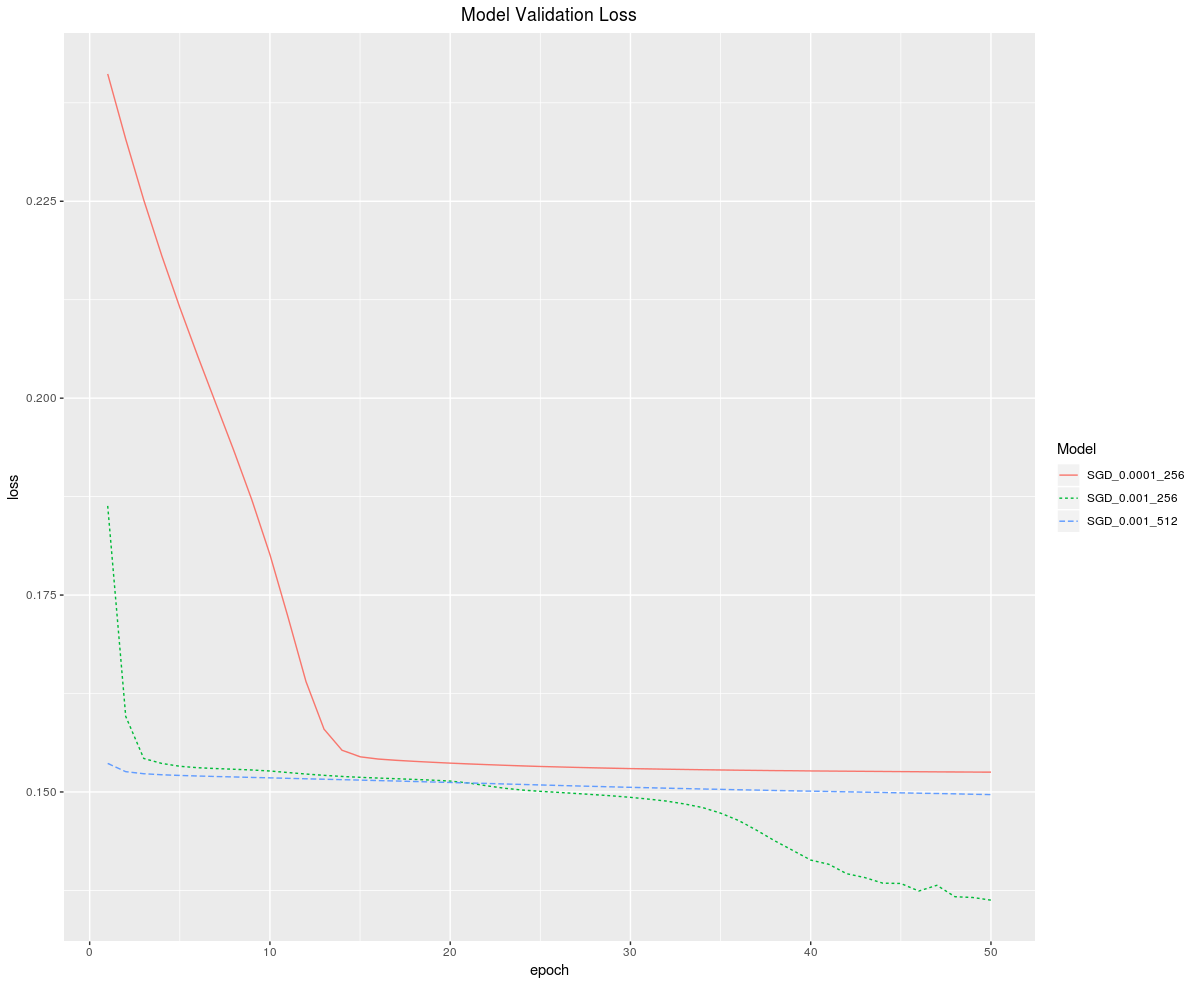 Model Validation Loss
loss
0.225
0.200
0.175
0.150
0 10 20 30 40 50
epoch
Model
SGD_0.0001_256
SGD_0.001_256
SGD_0.001_512